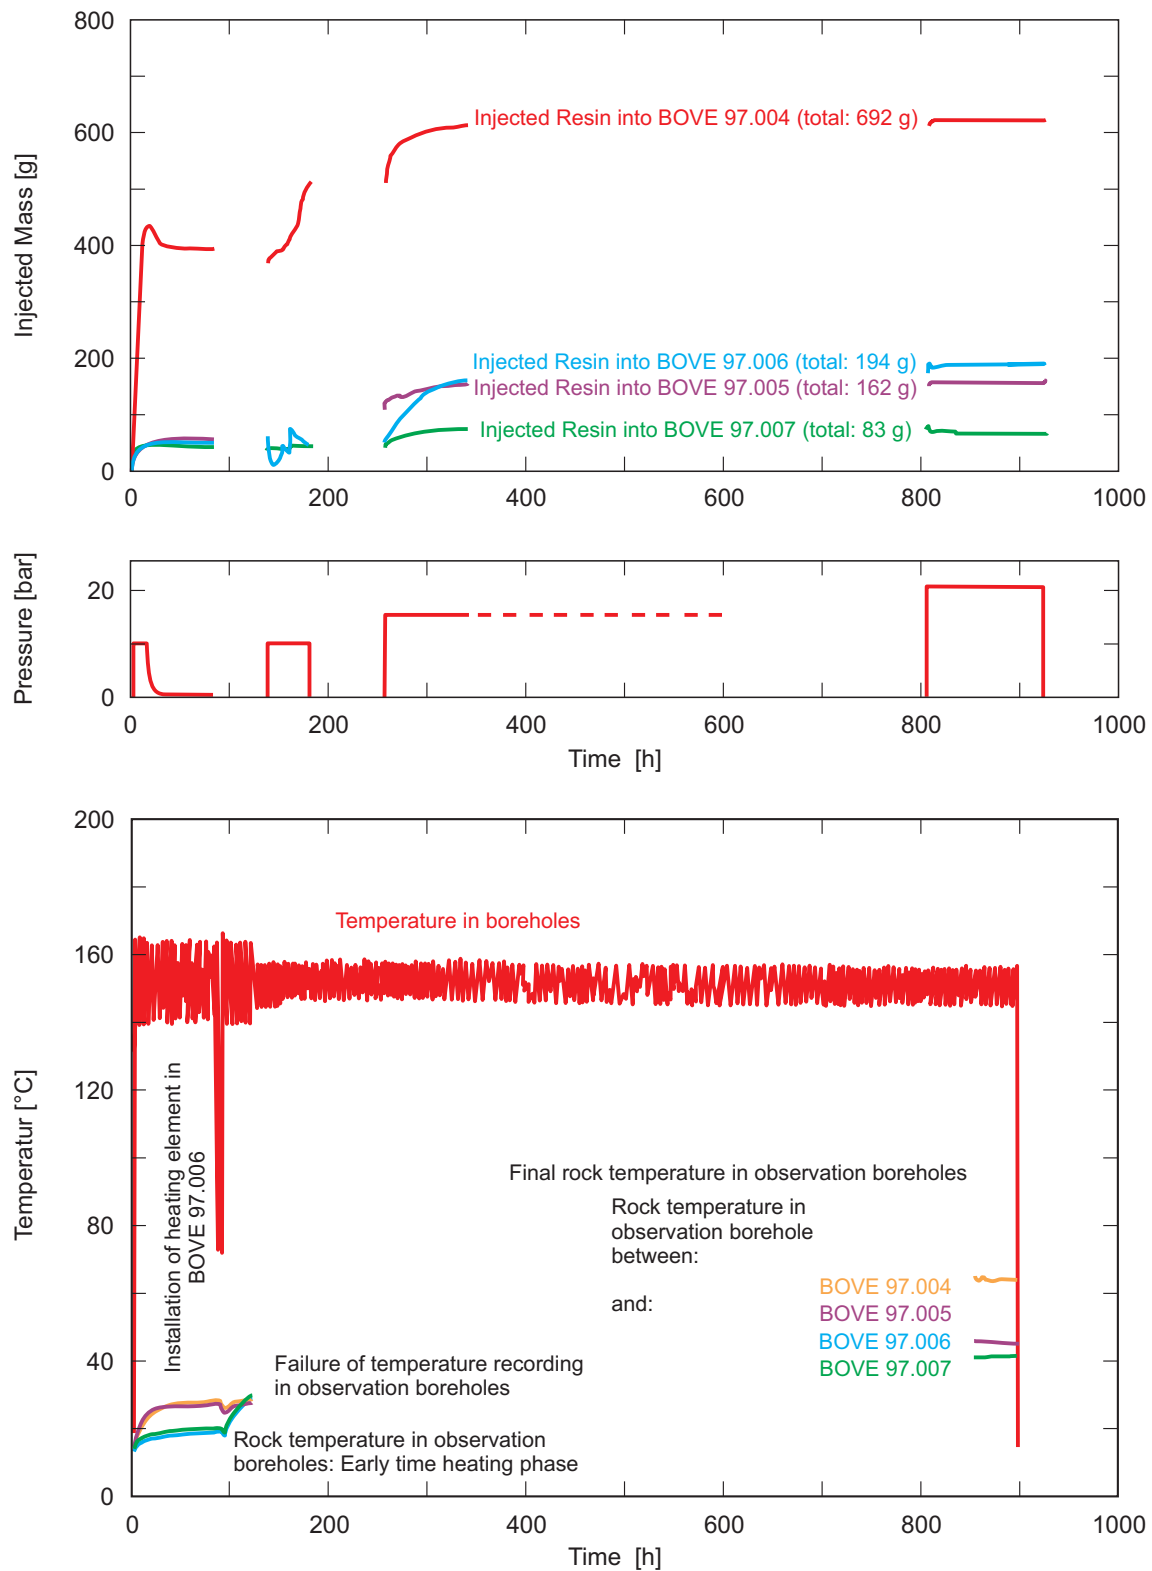 800
600
400
200
0
Injected Mass [g]
Injected Resin into BOVE 97.004 (total: 692 g)
Injected Resin into BOVE 97.006 (total: 194 g)
Injected Resin into BOVE 97.005 (total: 162 g)
Injected Resin into BOVE 97.007 (total: 83 g)
0 200 400 600 800 1000
Pressure [bar]
20
10
0
0 200 400 600 800 1000
Time [h]
200
160
120
80
40
0
Temperatur [°C]
Temperature in boreholes
Installation of heating element in
BOVE 97.006
Final rock temperature in observation boreholes
Rock temperature in
observation borehole
between:
and:
BOVE 97.004
BOVE 97.005
BOVE 97.006
BOVE 97.007
Failure of temperature recording
in observation boreholes
Rock temperature in observation
boreholes: Early time heating phase
0 200 400 600 800 1000
Time [h]